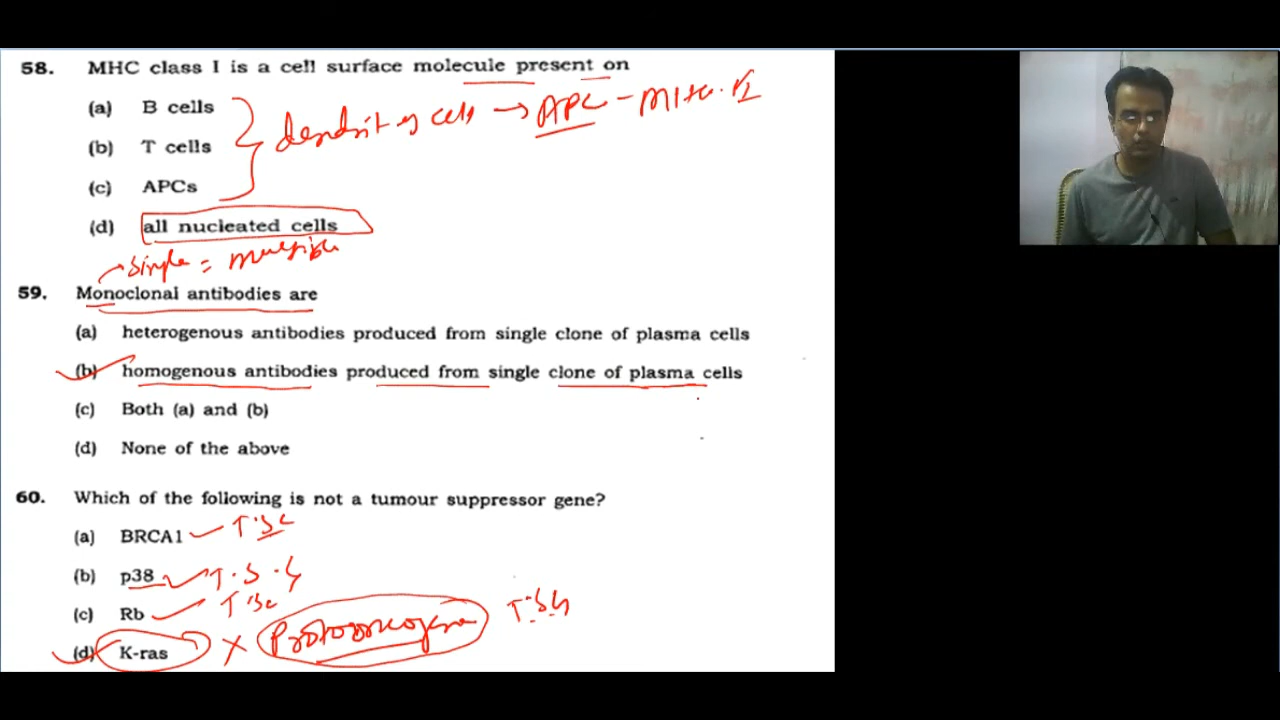 58. MHC class I is a cell surface molecule present on
(a) B cells
(b) T cells
(c) APCs
(d) all nucleated cells
cells → APC - MHC II
Single = multiple
59. Monoclonal antibodies are
(a) heterogenous antibodies produced from single clone of plasma cells
(b) homogenous antibodies produced from single clone of plasma cells
(c) Both (a) and (b)
(d) None of the above
60. Which of the following is not a tumour suppressor gene?
(a) BRCA1
(b) p38 T.S.G
(c) Rb
(d) K-ras × Protooncogene T.S.G